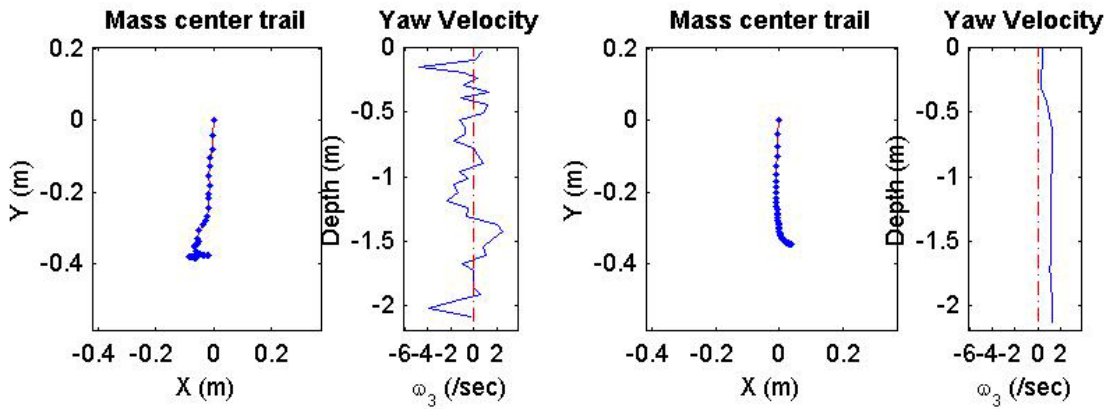 Mass center trail
Yaw Velocity
0.2
0
-0.2
-0.4
Y (m)
-0.4
-0.2
0
0.2
X (m)
0
-0.5
-1
-1.5
-2
Depth (m)
-6-4-2 0 2
ω3 (/sec)
Mass center trail
Yaw Velocity
0.2
0
-0.2
-0.4
Y (m)
-0.4
-0.2
0
0.2
X (m)
0
-0.5
-1
-1.5
-2
Depth (m)
-6-4-2 0 2
ω3 (/sec)